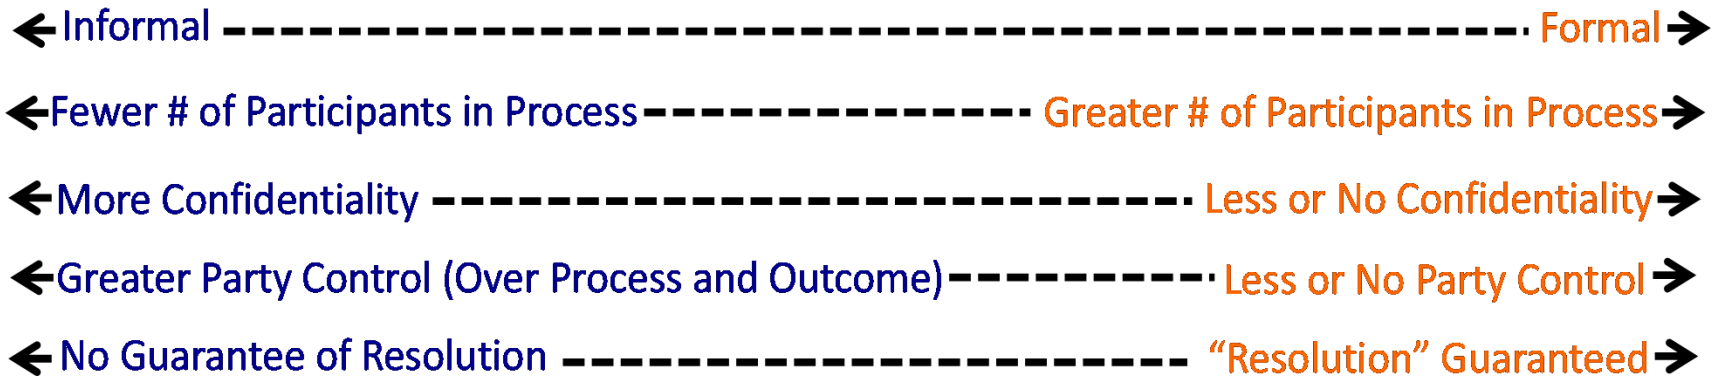 Informal Formal
Fewer # of Participants in Process Greater # of Participants in Process
More Confidentiality Less or No Confidentiality
Greater Party Control (Over Process and Outcome) Less or No Party Control
No Guarantee of Resolution “Resolution” Guaranteed